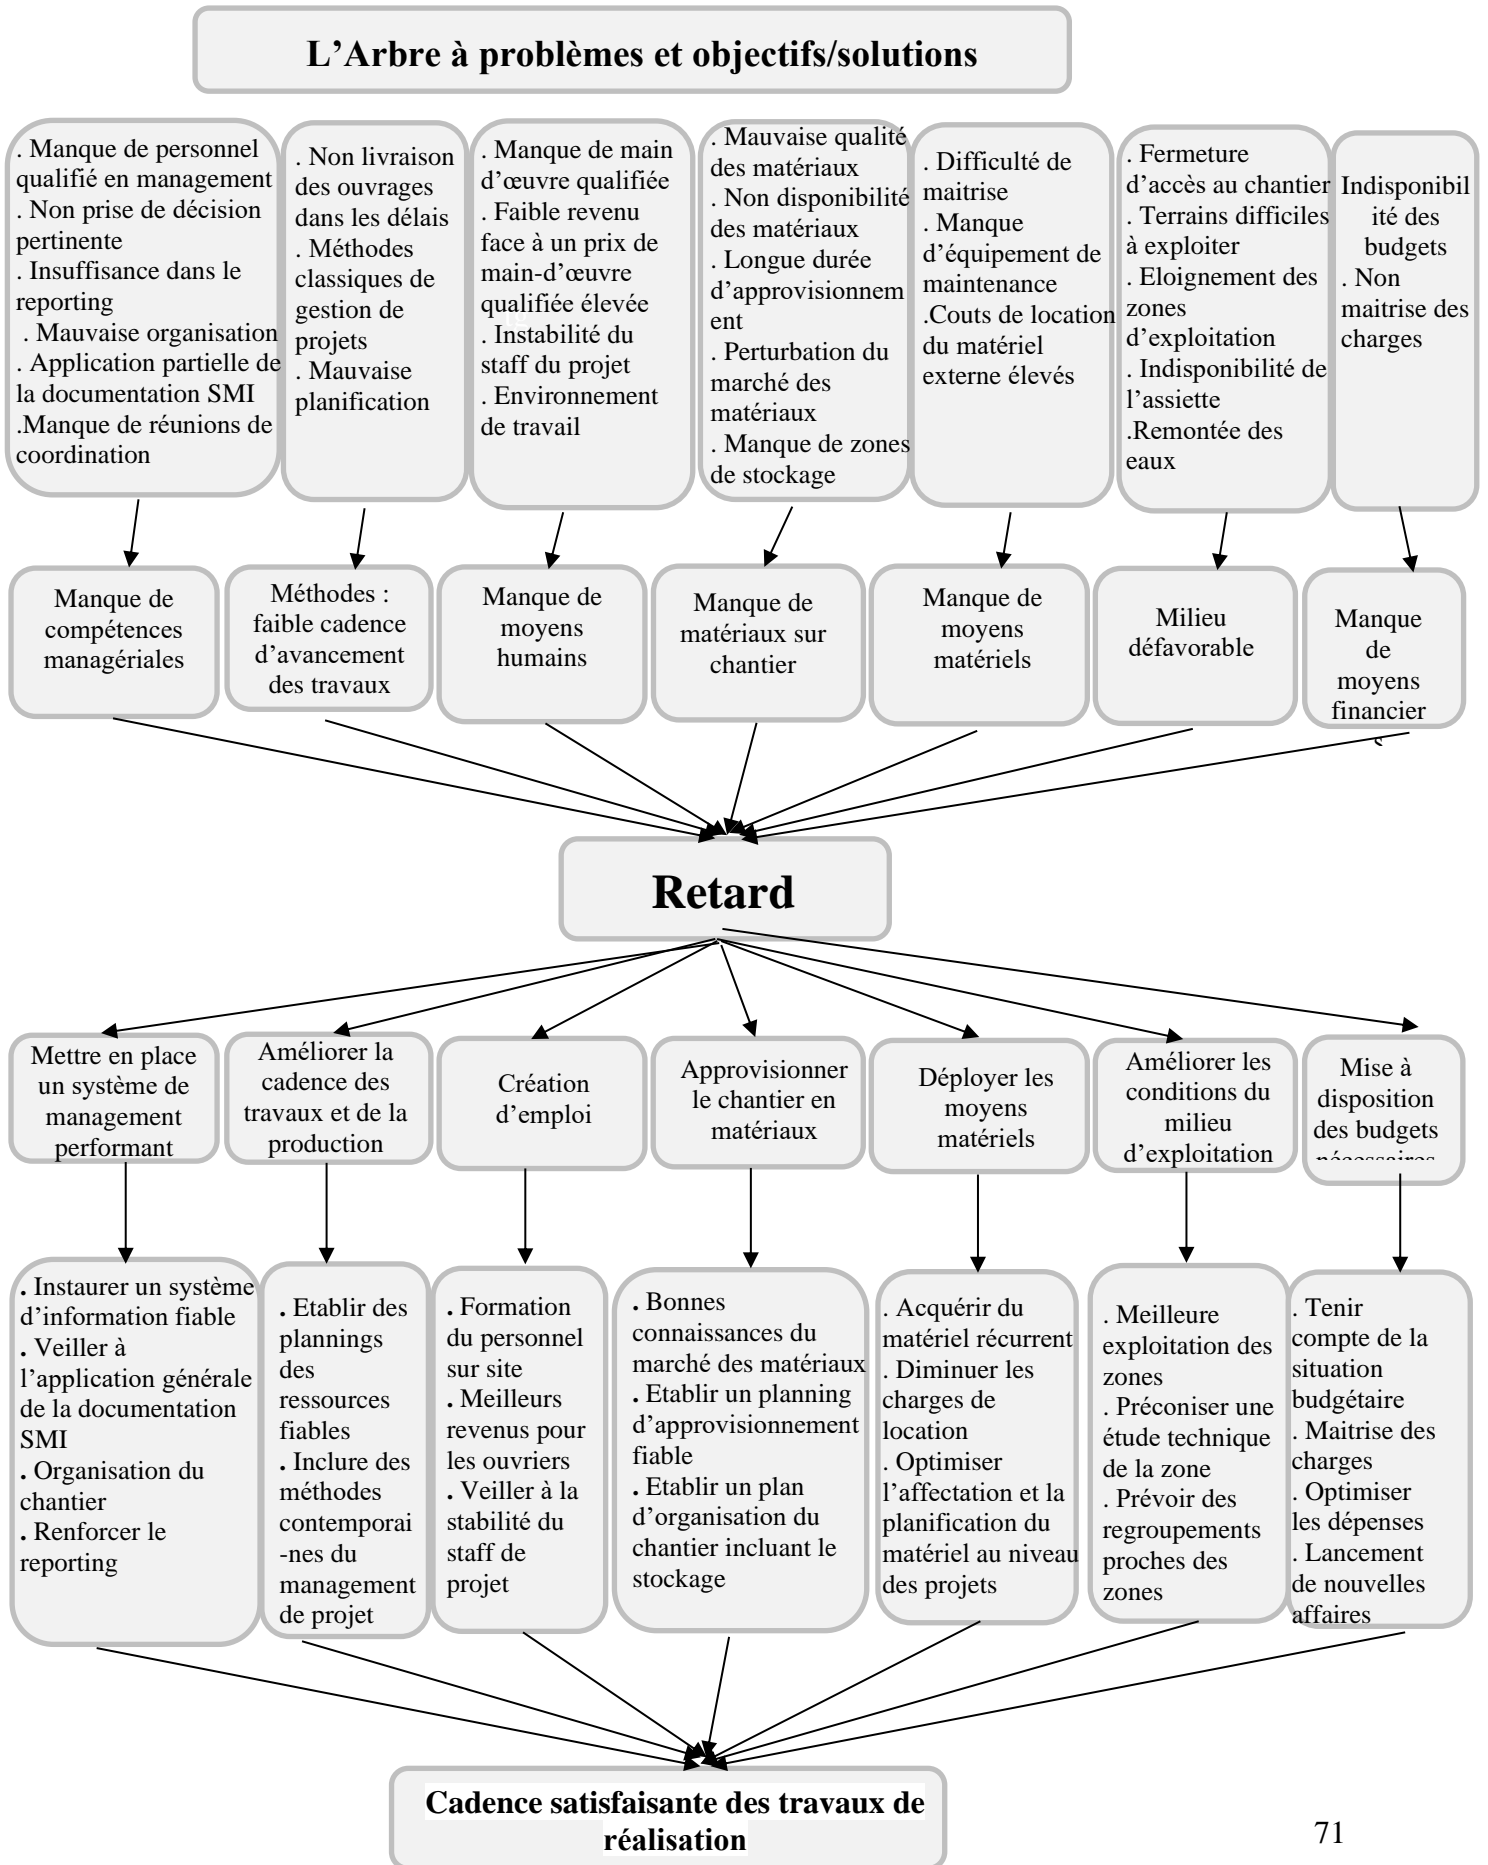 L’Arbre à problèmes et objectifs/solutions
. Manque de personnel
qualifié en management
. Non prise de décision
pertinente
. Insuffisance dans le
reporting
. Mauvaise organisation
. Application partielle de
la documentation SMI
.Manque de réunions de
coordination
. Non livraison
des ouvrages
dans les délais
. Méthodes
classiques de
gestion de
projets
. Mauvaise
planification
. Manque de main
d’œuvre qualifiée
. Faible revenu
face à un prix de
main-d’œuvre
qualifiée élevée
. Instabilité du
staff du projet
. Environnement
de travail
. Mauvaise qualité
des matériaux
. Non disponibilité
des matériaux
. Longue durée
d’approvisionnem
ent
. Perturbation du
marché des
matériaux
. Manque de zones
de stockage
. Difficulté de
maitrise
. Manque
d’équipement de
maintenance
.Couts de location
du matériel
externe élevés
. Fermeture
d’accès au chantier
. Terrains difficiles
à exploiter
. Eloignement des
zones
d’exploitation
. Indisponibilité de
l’assiette
.Remontée des
eaux
Indisponibil
ité des
budgets
. Non
maitrise des
charges
Manque de
compétences
managériales
Méthodes :
faible cadence
d’avancement
des travaux
Manque de
moyens
humains
Manque de
matériaux sur
chantier
Manque de
moyens
matériels
Milieu
défavorable
Manque
de
moyens
financier
s
Retard
Mettre en place
un système de
management
performant
Améliorer la
cadence des
travaux et de la
production
Création
d’emploi
Approvisionner
le chantier en
matériaux
Déployer les
moyens
matériels
Améliorer les
conditions du
milieu
d’exploitation
Mise à
disposition
des budgets
nécessaires
. Instaurer un système
d’information fiable
. Veiller à
l’application générale
de la documentation
SMI
. Organisation du
chantier
. Renforcer le
reporting
. Etablir des
plannings
des
ressources
fiables
. Inclure des
méthodes
contemporai
-nes du
management
de projet
. Formation
du personnel
sur site
. Meilleurs
revenus pour
les ouvriers
. Veiller à la
stabilité du
staff de
projet
. Bonnes
connaissances du
marché des matériaux
. Etablir un planning
d’approvisionnement
fiable
. Etablir un plan
d’organisation du
chantier incluant le
stockage
. Acquérir du
matériel récurrent
. Diminuer les
charges de
location
. Optimiser
l’affectation et la
planification du
matériel au niveau
des projets
. Meilleure
exploitation des
zones
. Préconiser une
étude technique
de la zone
. Prévoir des
regroupements
proches des
zones
. Tenir
compte de la
situation
budgétaire
. Maitrise des
charges
. Optimiser
les dépenses
. Lancement
de nouvelles
affaires
Cadence satisfaisante des travaux de
réalisation
71